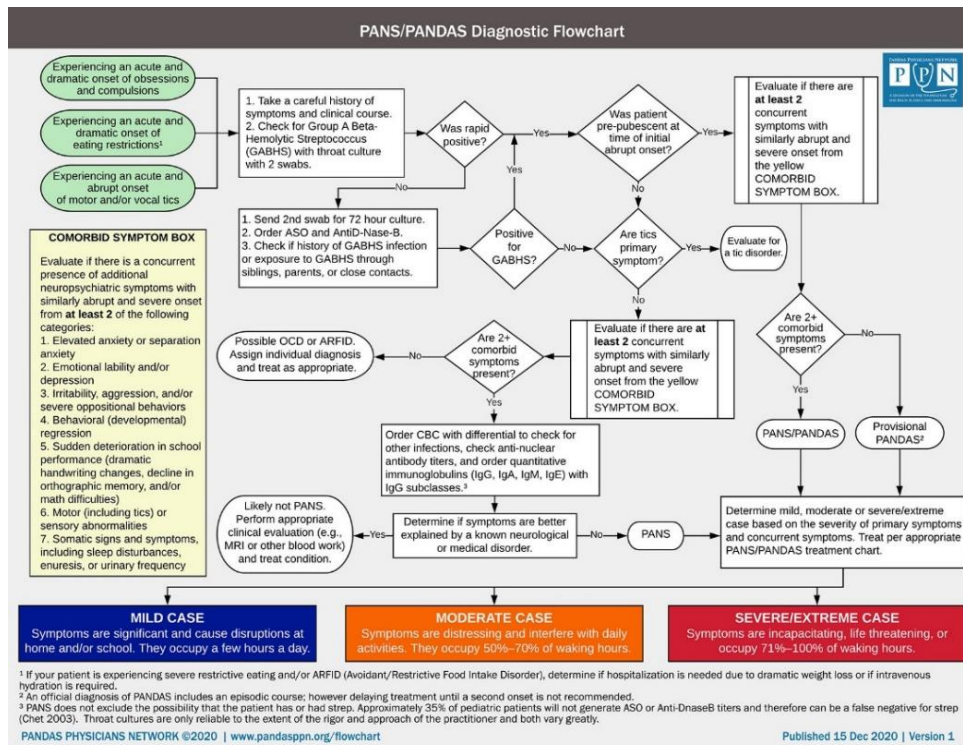 PANS/PANDAS Diagnostic Flowchart
PANDAS PHYSICIANS NETWORK
PPN
Experiencing an acute and
dramatic onset of obsessions
and compulsions
Experiencing an acute and
dramatic onset of
eating restrictions¹
Experiencing an acute and
abrupt onset
of motor and/or vocal tics
1. Take a careful history of
symptoms and clinical course.
2. Check for Group A Beta-
Hemolytic Streptococcus
(GABHS) with throat culture
with 2 swabs.
Was rapid
positive?
Yes
Was patient
pre-pubescent at
time of initial
abrupt onset?
Yes
Evaluate if there are
at least 2
concurrent
symptoms with
similarly abrupt and
severe onset from
the yellow
COMORBID
SYMPTOM BOX.
No
Yes
No
1. Send 2nd swab for 72 hour culture.
2. Order ASO and AntiD-Nase-B.
3. Check if history of GABHS infection
or exposure to GABHS through
siblings, parents, or close contacts.
Positive
for
GABHS?
No
Are tics
primary
symptom?
Yes
Evaluate for
a tic disorder.
No
COMORBID SYMPTOM BOX
Evaluate if there is a concurrent
presence of additional
neuropsychiatric symptoms with
similarly abrupt and severe onset
from at least 2 of the following
categories:
1. Elevated anxiety or separation
anxiety
2. Emotional lability and/or
depression
3. Irritability, aggression, and/or
severe oppositional behaviors
4. Behavioral (developmental)
regression
5. Sudden deterioration in school
performance (dramatic
handwriting changes, decline in
orthographic memory, and/or
math difficulties)
6. Motor (including tics) or
sensory abnormalities
7. Somatic signs and symptoms,
including sleep disturbances,
enuresis, or urinary frequency
Possible OCD or ARFID.
Assign individual diagnosis
and treat as appropriate.
No
Are 2+
comorbid
symptoms
present?
Evaluate if there are at
least 2 concurrent
symptoms with similarly
abrupt and severe
onset from the yellow
COMORBID
SYMPTOM BOX.
Are 2+
comorbid
symptoms
present?
No
Yes
Yes
PANS/PANDAS
Provisional
PANDAS²
Order CBC with differential to check for
other infections, check anti-nuclear
antibody titers, and order quantitative
immunoglobulins (IgG, IgA, IgM, IgE) with
IgG subclasses.³
Likely not PANS.
Perform appropriate
clinical evaluation (e.g.,
MRI or other blood work)
and treat condition.
Yes
Determine if symptoms are better
explained by a known neurological
or medical disorder.
No
PANS
Determine mild, moderate or severe/extreme
case based on the severity of primary symptoms
and concurrent symptoms. Treat per appropriate
PANS/PANDAS treatment chart.
MILD CASE
Symptoms are significant and cause disruptions at
home and/or school. They occupy a few hours a day.
MODERATE CASE
Symptoms are distressing and interfere with daily
activities. They occupy 50%–70% of waking hours.
SEVERE/EXTREME CASE
Symptoms are incapacitating, life threatening, or
occupy 71%–100% of waking hours.
¹ If your patient is experiencing severe restrictive eating and/or ARFID (Avoidant/Restrictive Food Intake Disorder), determine if hospitalization is needed due to dramatic weight loss or if intravenous
hydration is required.
² An official diagnosis of PANDAS includes an episodic course; however delaying treatment until a second onset is not recommended.
³ PANS does not exclude the possibility that the patient has or had strep. Approximately 35% of pediatric patients will not generate ASO or Anti-DnaseB titers and therefore can be a false negative for strep
(Chet 2003). Throat cultures are only reliable to the extent of the rigor and approach of the practitioner and both vary greatly.
PANDAS PHYSICIANS NETWORK ©2020 | www.pandasppn.org/flowchart
Published 15 Dec 2020 | Version 1